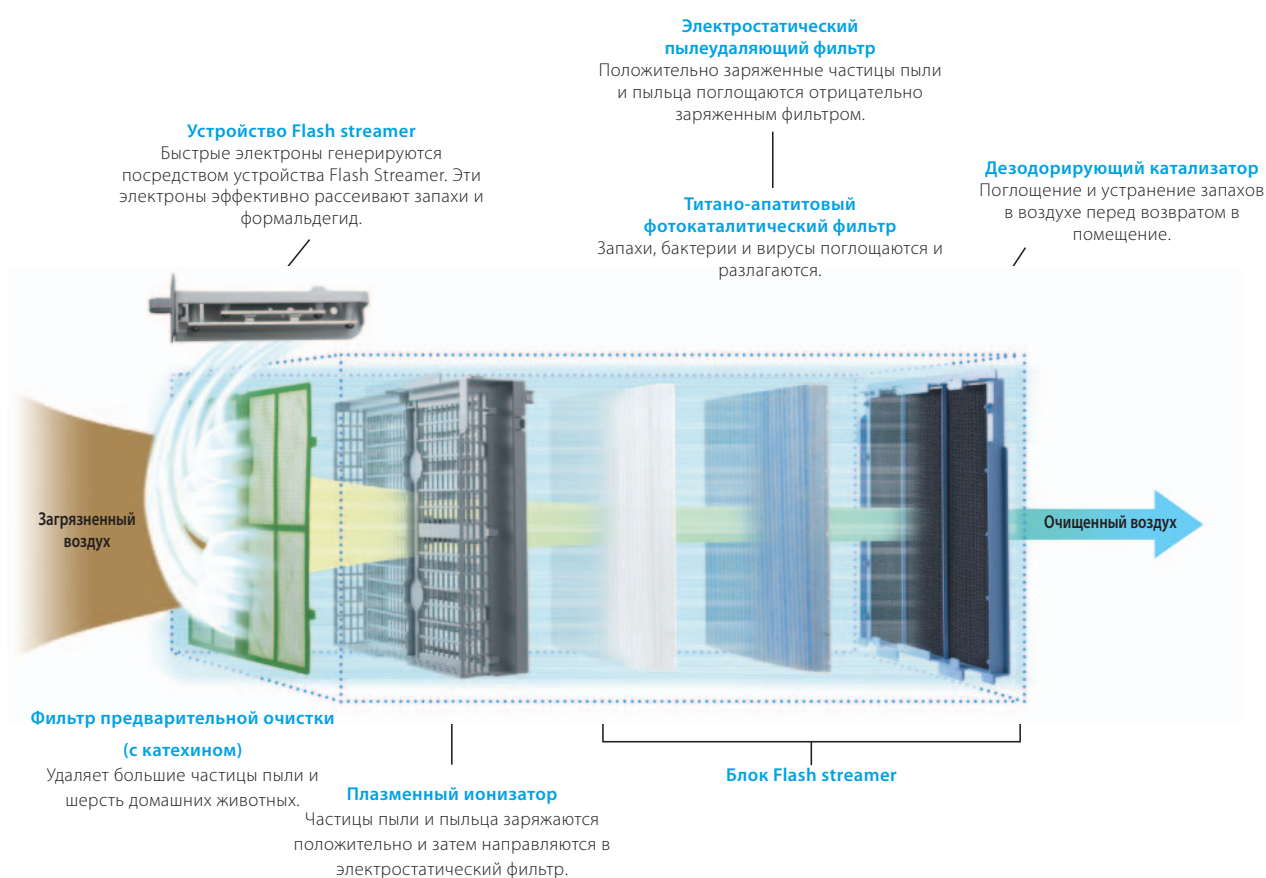 Электростатический
пылеудаляющий фильтр
Положительно заряженные частицы пыли
и пыльца поглощаются отрицательно
заряженным фильтром.
Устройство Flash streamer
Быстрые электроны генерируются
посредством устройства Flash Streamer. Эти
электроны эффективно рассеивают запахи и
формальдегид.
Титано-апатитовый
фотокаталитический фильтр
Запахи, бактерии и вирусы поглощаются и
разлагаются.
Дезодорирующий катализатор
Поглощение и устранение запахов
в воздухе перед возвратом в
помещение.
Загрязненный
воздух
Очищенный воздух
Фильтр предварительной очистки
(с катехином)
Удаляет большие частицы пыли и
шерсть домашних животных.
Плазменный ионизатор
Частицы пыли и пыльца заряжаются
положительно и затем направляются в
электростатический фильтр.
Блок Flash streamer